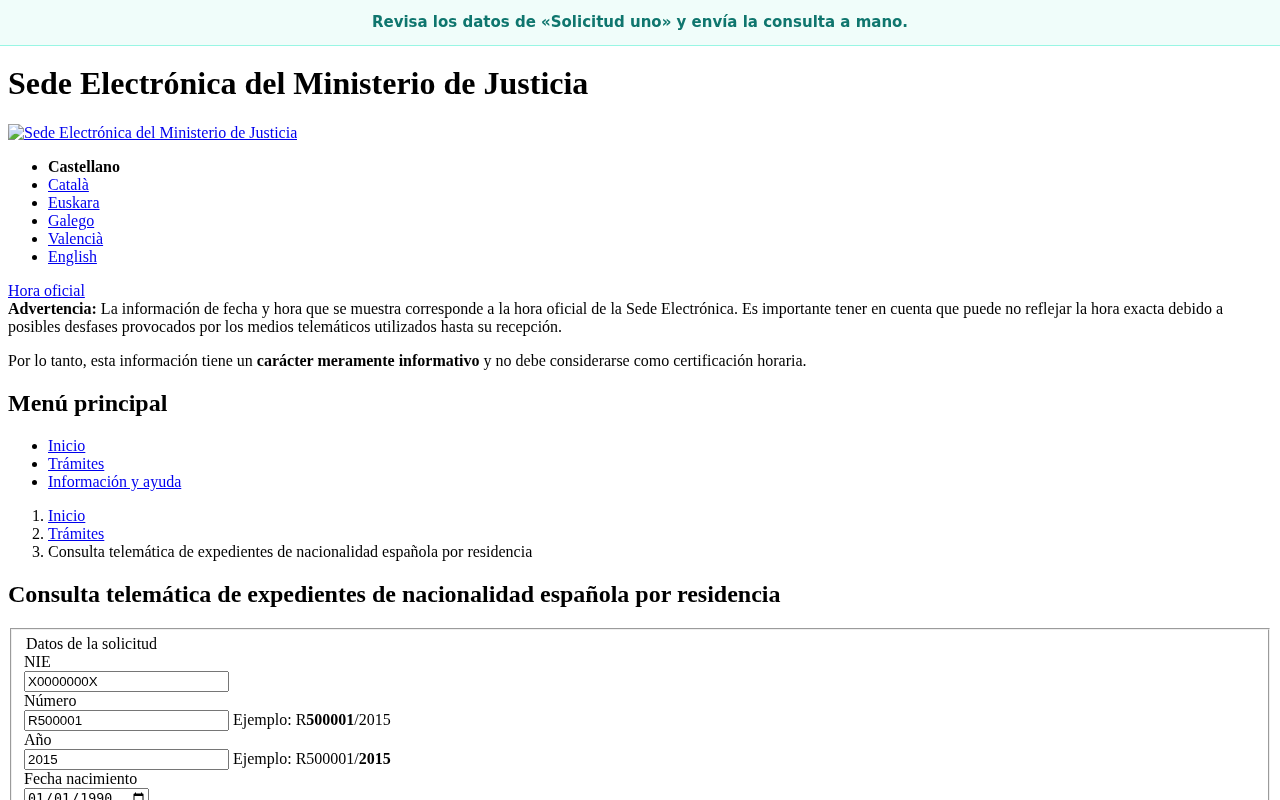 Revisa los datos de «Solicitud uno» y envía la consulta a mano.
Sede Electrónica del Ministerio de Justicia
Sede Electrónica del Ministerio de Justicia
Castellano
Català
Euskara
Galego
Valencià
English
Hora oficial
Advertencia: La información de fecha y hora que se muestra corresponde a la hora oficial de la Sede Electrónica. Es importante tener en cuenta que puede no reflejar la hora exacta debido a
posibles desfases provocados por los medios telemáticos utilizados hasta su recepción.
Por lo tanto, esta información tiene un carácter meramente informativo y no debe considerarse como certificación horaria.
Menú principal
Inicio
Trámites
Información y ayuda
1. Inicio
2. Trámites
3. Consulta telemática de expedientes de nacionalidad española por residencia
Consulta telemática de expedientes de nacionalidad española por residencia
Datos de la solicitud
NIE
X0000000X
Número
R500001 Ejemplo: R500001/2015
Año
2015 Ejemplo: R500001/2015
Fecha nacimiento
01/01/1990